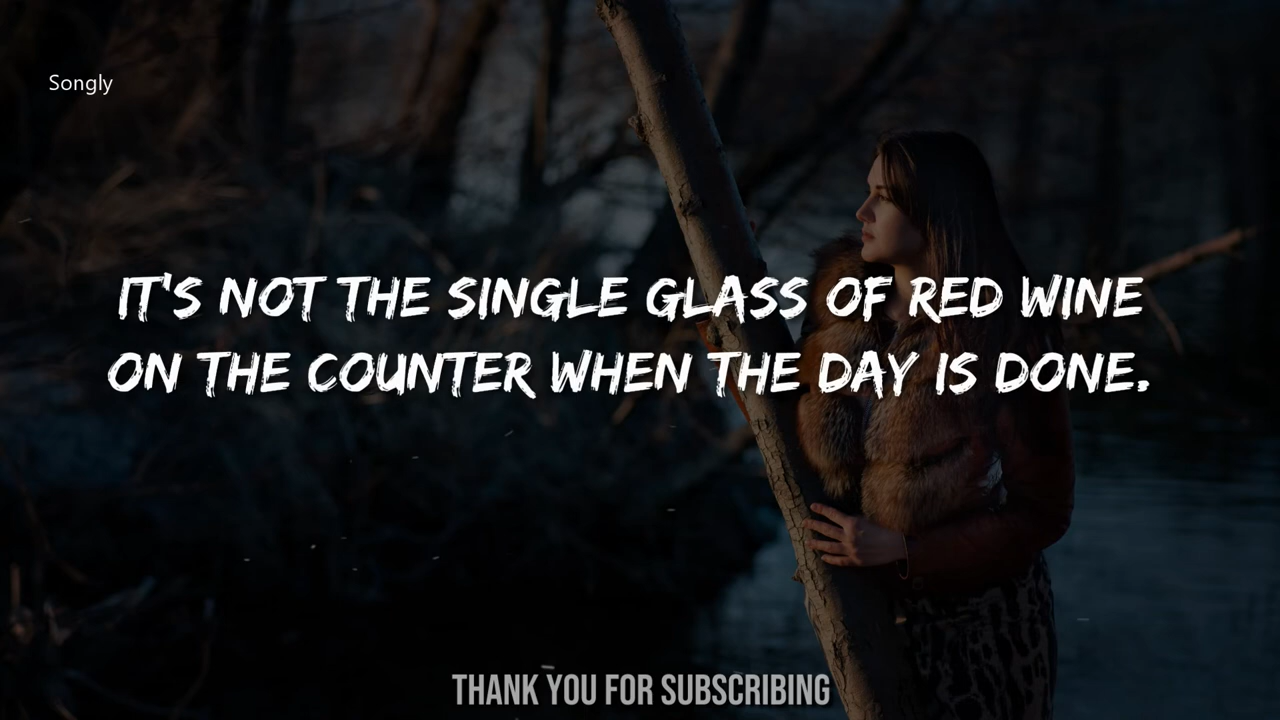 Songly
IT'S NOT THE SINGLE GLASS OF RED WINE
ON THE COUNTER WHEN THE DAY IS DONE.
THANK YOU FOR SUBSCRIBING